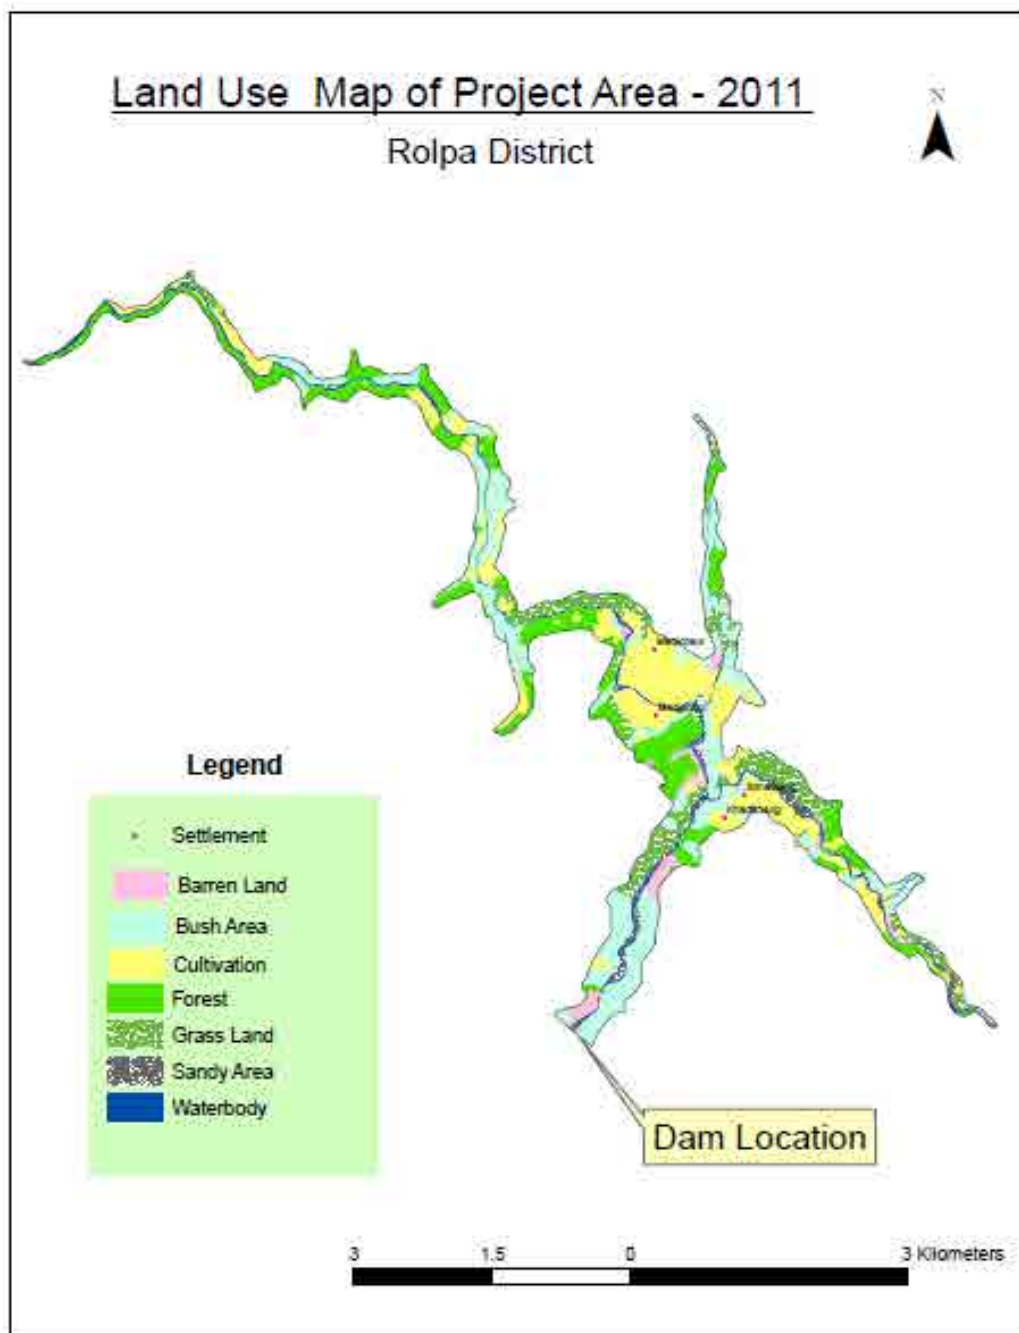 Land Use Map of Project Area - 2011
Rolpa District
N
Legend
Settlement
Barren Land
Bush Area
Cultivation
Forest
Grass Land
Sandy Area
Waterbody
Dam Location
3 1.5 0 3 Kilometers